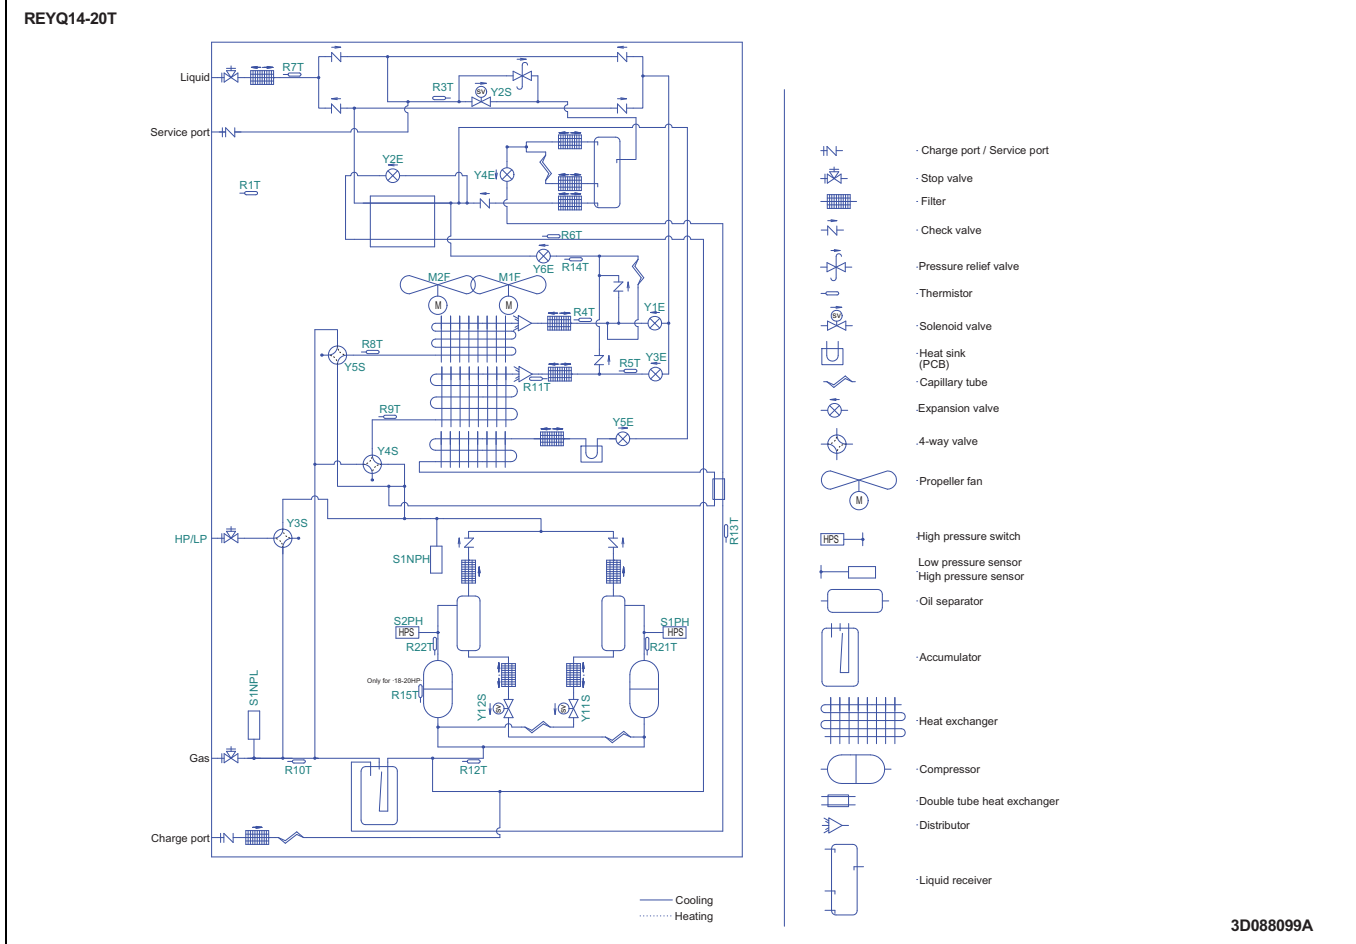 REYQ14-20T
Liquid
R7T
R3T
SV
Y2S
Service port
Y2E
Y4E
R1T
R6T
Y6E
R14T
M2F
M1F
M
M
R4T
Y1E
R8T
Y5S
R5T
Y3E
R11T
R9T
Y5E
Y4S
HP/LP
Y3S
R13T
S1NPH
S2PH
HPS
S1PH
HPS
R22T
R21T
Only for ·18-20HP·
R15T
S1NPL
Y12S
SV
Y11S
SV
Gas
R10T
R12T
Charge port
Cooling
Heating
· Charge port / Service port
· Stop valve
· Filter
· Check valve
·Pressure relief valve
·Thermistor
SV
·Solenoid valve
·Heat sink
(PCB)
·Capillary tube
·Expansion valve
·4-way valve
·Propeller fan
M
HPS
·High pressure switch
Low pressure sensor
·High pressure sensor
·Oil separator
·Accumulator
·Heat exchanger
·Compressor
·Double tube heat exchanger
·Distributor
·Liquid receiver
3D088099A